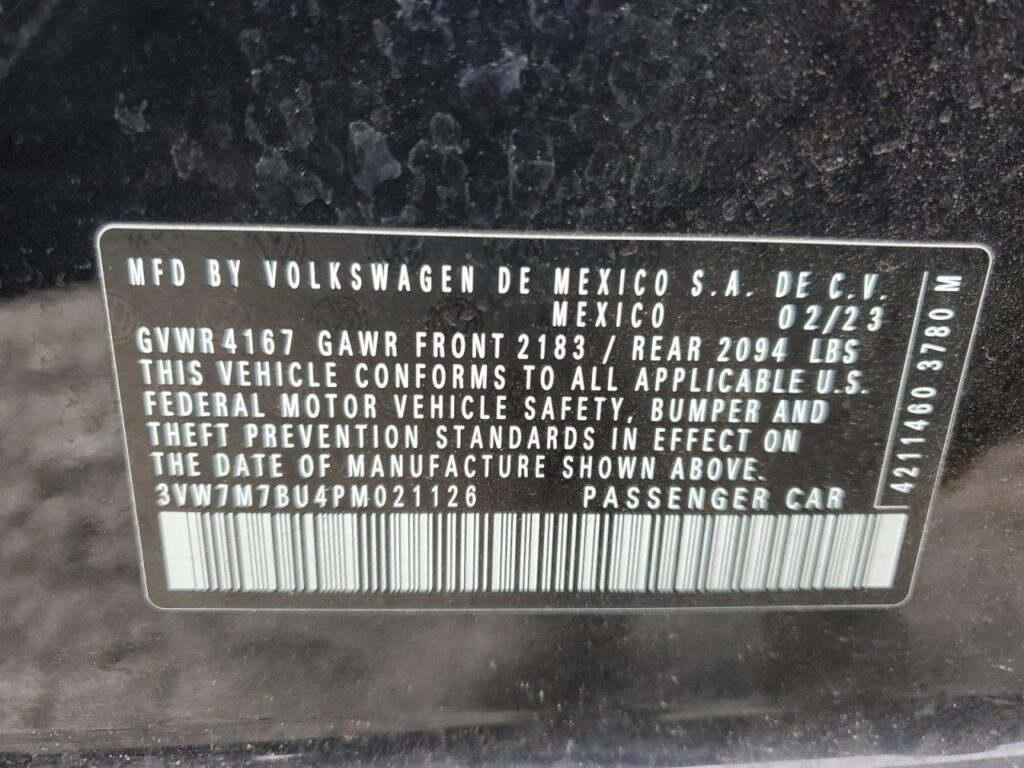 MFD BY VOLKSWAGEN DE MEXICO S.A. DE C.V.
MEXICO 02/23
GVWR 4167 GAWR FRONT 2183 / REAR 2094 LBS
THIS VEHICLE CONFORMS TO ALL APPLICABLE U.S.
FEDERAL MOTOR VEHICLE SAFETY, BUMPER AND
THEFT PREVENTION STANDARDS IN EFFECT ON
THE DATE OF MANUFACTURE SHOWN ABOVE.
3VW7M7BU4PM021126 PASSENGER CAR
4211460 3780 M